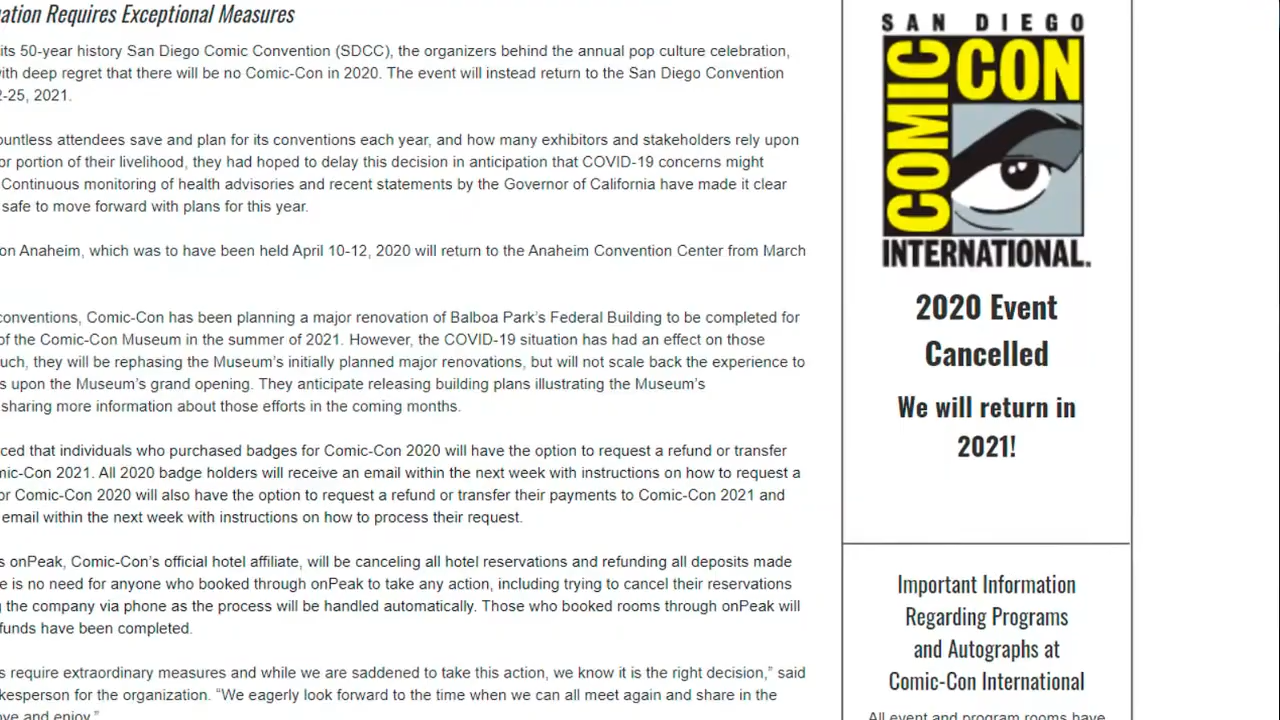 uation Requires Exceptional Measures
its 50-year history San Diego Comic Convention (SDCC), the organizers behind the annual pop culture celebration,
with deep regret that there will be no Comic-Con in 2020. The event will instead return to the San Diego Convention
2-25, 2021.
ountless attendees save and plan for its conventions each year, and how many exhibitors and stakeholders rely upon
or portion of their livelihood, they had hoped to delay this decision in anticipation that COVID-19 concerns might
Continuous monitoring of health advisories and recent statements by the Governor of California have made it clear
safe to move forward with plans for this year.
on Anaheim, which was to have been held April 10-12, 2020 will return to the Anaheim Convention Center from March
conventions, Comic-Con has been planning a major renovation of Balboa Park's Federal Building to be completed for
of the Comic-Con Museum in the summer of 2021. However, the COVID-19 situation has had an effect on those
uch, they will be rephasing the Museum's initially planned major renovations, but will not scale back the experience to
s upon the Museum's grand opening. They anticipate releasing building plans illustrating the Museum's
sharing more information about those efforts in the coming months.
ced that individuals who purchased badges for Comic-Con 2020 will have the option to request a refund or transfer
mic-Con 2021. All 2020 badge holders will receive an email within the next week with instructions on how to request a
or Comic-Con 2020 will also have the option to request a refund or transfer their payments to Comic-Con 2021 and
email within the next week with instructions on how to process their request.
s onPeak, Comic-Con's official hotel affiliate, will be canceling all hotel reservations and refunding all deposits made
e is no need for anyone who booked through onPeak to take any action, including trying to cancel their reservations
g the company via phone as the process will be handled automatically. Those who booked rooms through onPeak will
funds have been completed.
s require extraordinary measures and while we are saddened to take this action, we know it is the right decision,” said
kesperson for the organization. “We eagerly look forward to the time when we can all meet again and share in the
ove and enjoy.”
SAN DIEGO
COMIC
CON
INTERNATIONAL.
2020 Event
Cancelled
We will return in
2021!
Important Information
Regarding Programs
and Autographs at
Comic-Con International
All event and program rooms have